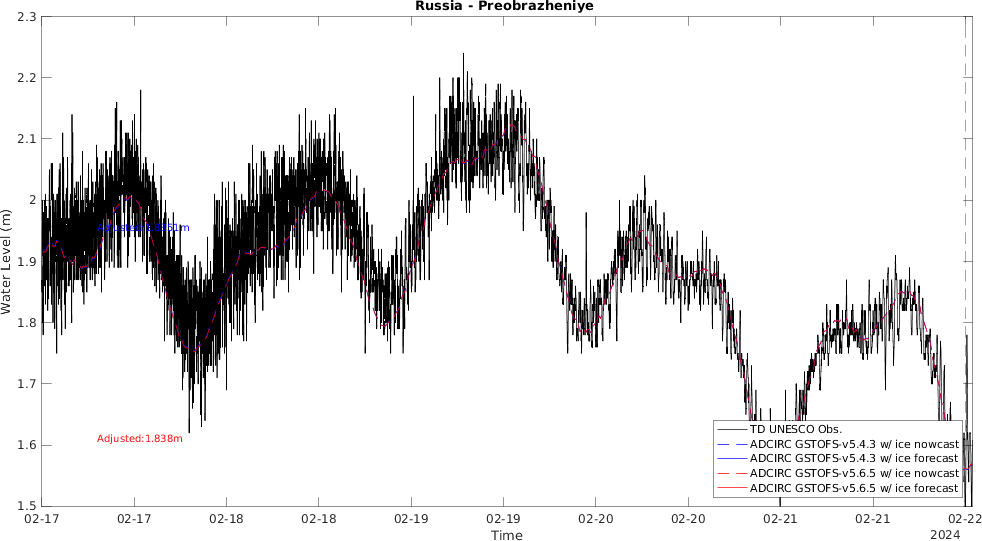 Russia - Preobrazheniye
2.3
2.2
2.1
2
1.9
1.8
1.7
1.6
1.5
Water Level (m)
Adjusted:1.838m
TD UNESCO Obs.
ADCIRC GSTOFS-v5.4.3 w/ ice nowcast
ADCIRC GSTOFS-v5.4.3 w/ ice forecast
ADCIRC GSTOFS-v5.6.5 w/ ice nowcast
ADCIRC GSTOFS-v5.6.5 w/ ice forecast
02-17 02-17 02-18 02-18 02-19 02-19 02-20 02-20 02-21 02-21 02-22
Time
2024